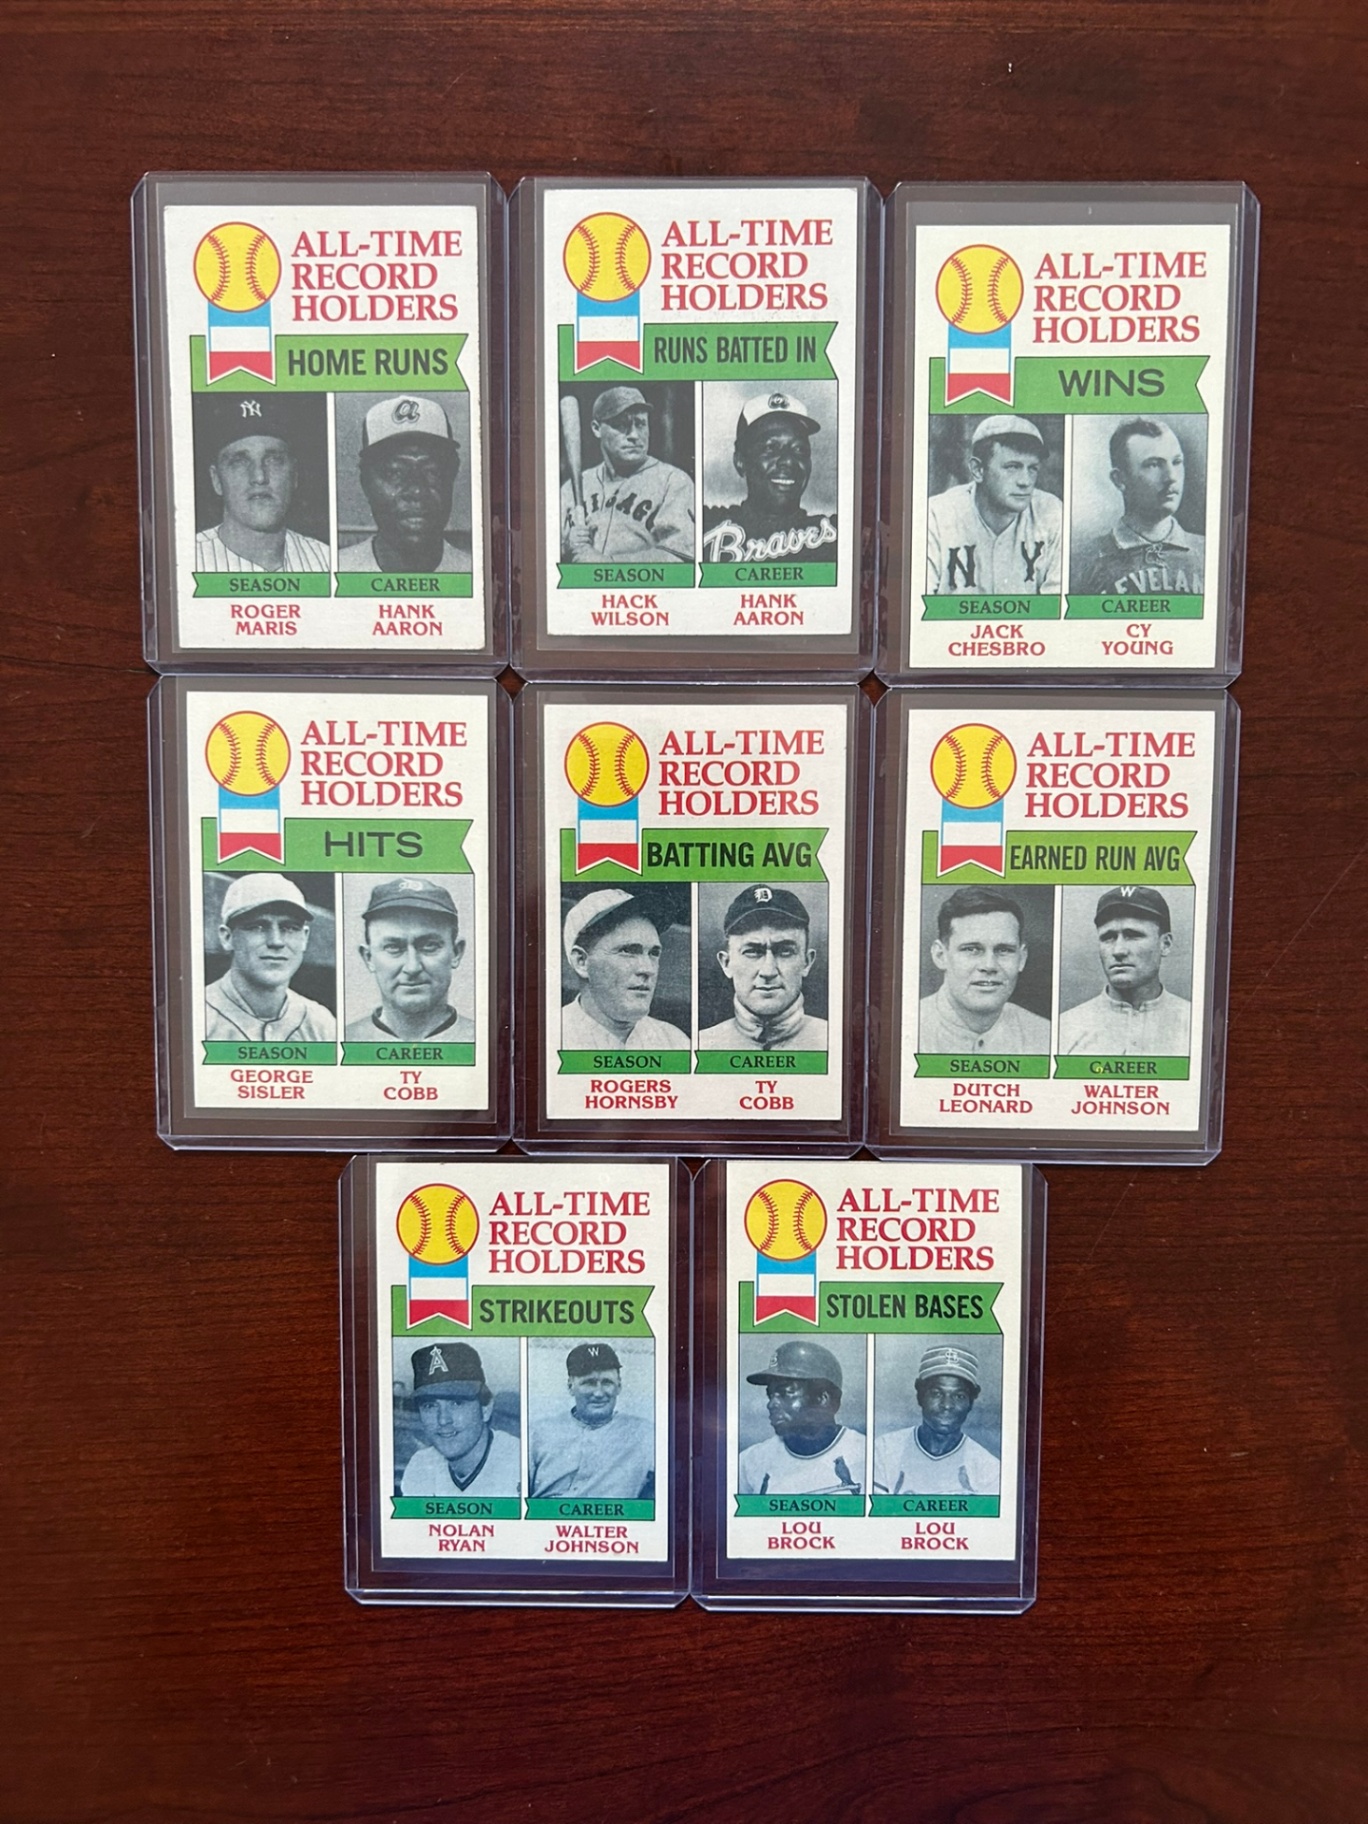 ALL-TIME
RECORD
HOLDERS
HOME RUNS
NY
a
SEASON
CAREER
ROGER
MARIS
HANK
AARON
ALL-TIME
RECORD
HOLDERS
RUNS BATTED IN
CHICAGO
Braves
SEASON
CAREER
HACK
WILSON
HANK
AARON
ALL-TIME
RECORD
HOLDERS
WINS
N Y
EVELAN
SEASON
CAREER
JACK
CHESBRO
CY
YOUNG
ALL-TIME
RECORD
HOLDERS
HITS
SEASON
CAREER
GEORGE
SISLER
TY
COBB
ALL-TIME
RECORD
HOLDERS
BATTING AVG
D
SEASON
CAREER
ROGERS
HORNSBY
TY
COBB
ALL-TIME
RECORD
HOLDERS
EARNED RUN AVG
W
SEASON
CAREER
DUTCH
LEONARD
WALTER
JOHNSON
ALL-TIME
RECORD
HOLDERS
STRIKEOUTS
A
W
SEASON
CAREER
NOLAN
RYAN
WALTER
JOHNSON
ALL-TIME
RECORD
HOLDERS
STOLEN BASES
SEASON
CAREER
LOU
BROCK
LOU
BROCK